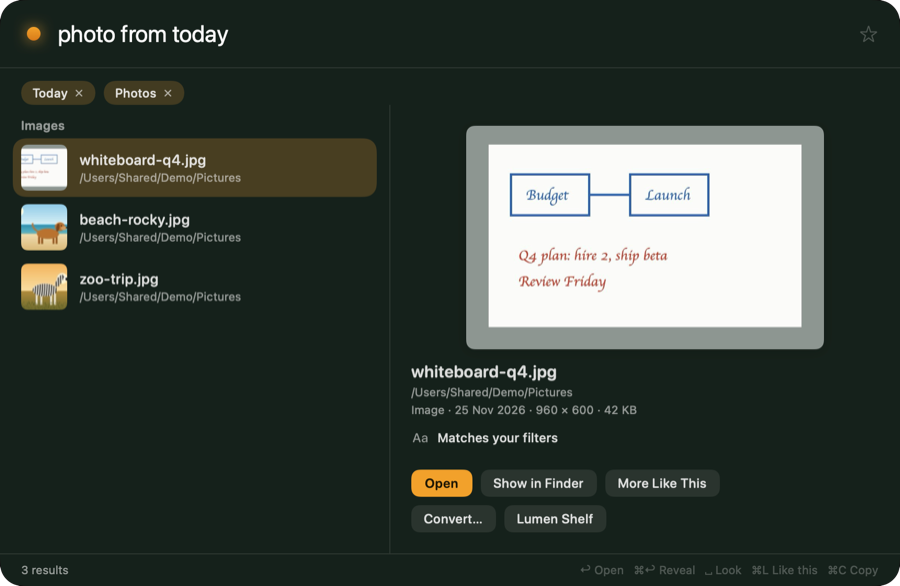 photo from today
Today ×
Photos ×
Images
whiteboard-q4.jpg
/Users/Shared/Demo/Pictures
beach-rocky.jpg
/Users/Shared/Demo/Pictures
zoo-trip.jpg
/Users/Shared/Demo/Pictures
Budget
Launch
Q4 plan: hire 2, ship beta
Review Friday
whiteboard-q4.jpg
/Users/Shared/Demo/Pictures
Image · 25 Nov 2026 · 960 × 600 · 42 KB
Aa Matches your filters
Open
Show in Finder
More Like This
Convert...
Lumen Shelf
3 results
↩ Open ⌘↩ Reveal ⎵ Look ⌘L Like this ⌘C Copy